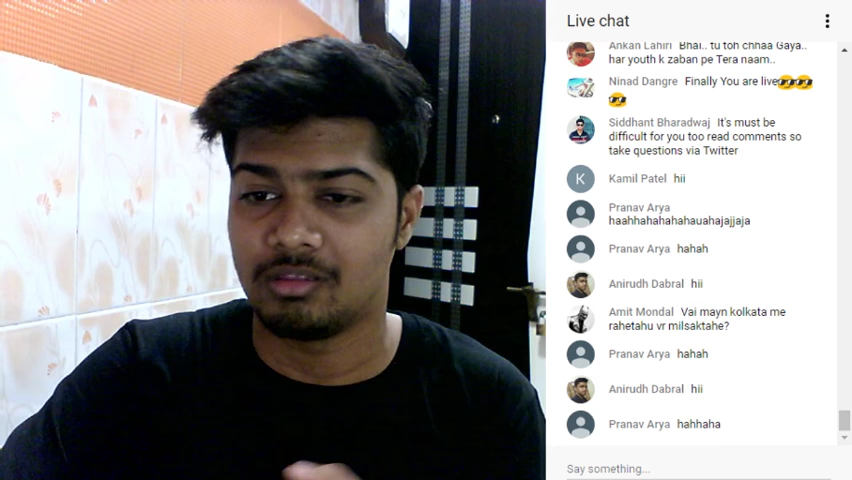 Live chat
Ankan Lahiri Bhai.. tu toh chhaa Gaya..
har youth k zaban pe Tera naam..
Ninad Dangre Finally You are live😎😎
😎
Siddhant Bharadwaj It's must be
difficult for you too read comments so
take questions via Twitter
K
Kamil Patel hii
Pranav Arya
haahhahahahahauahajajjaja
Pranav Arya hahah
Anirudh Dabral hii
Amit Mondal Vai mayn kolkata me
rahetahu vr milsaktahe?
Pranav Arya hahah
Anirudh Dabral hii
Pranav Arya hahhaha
Say something...